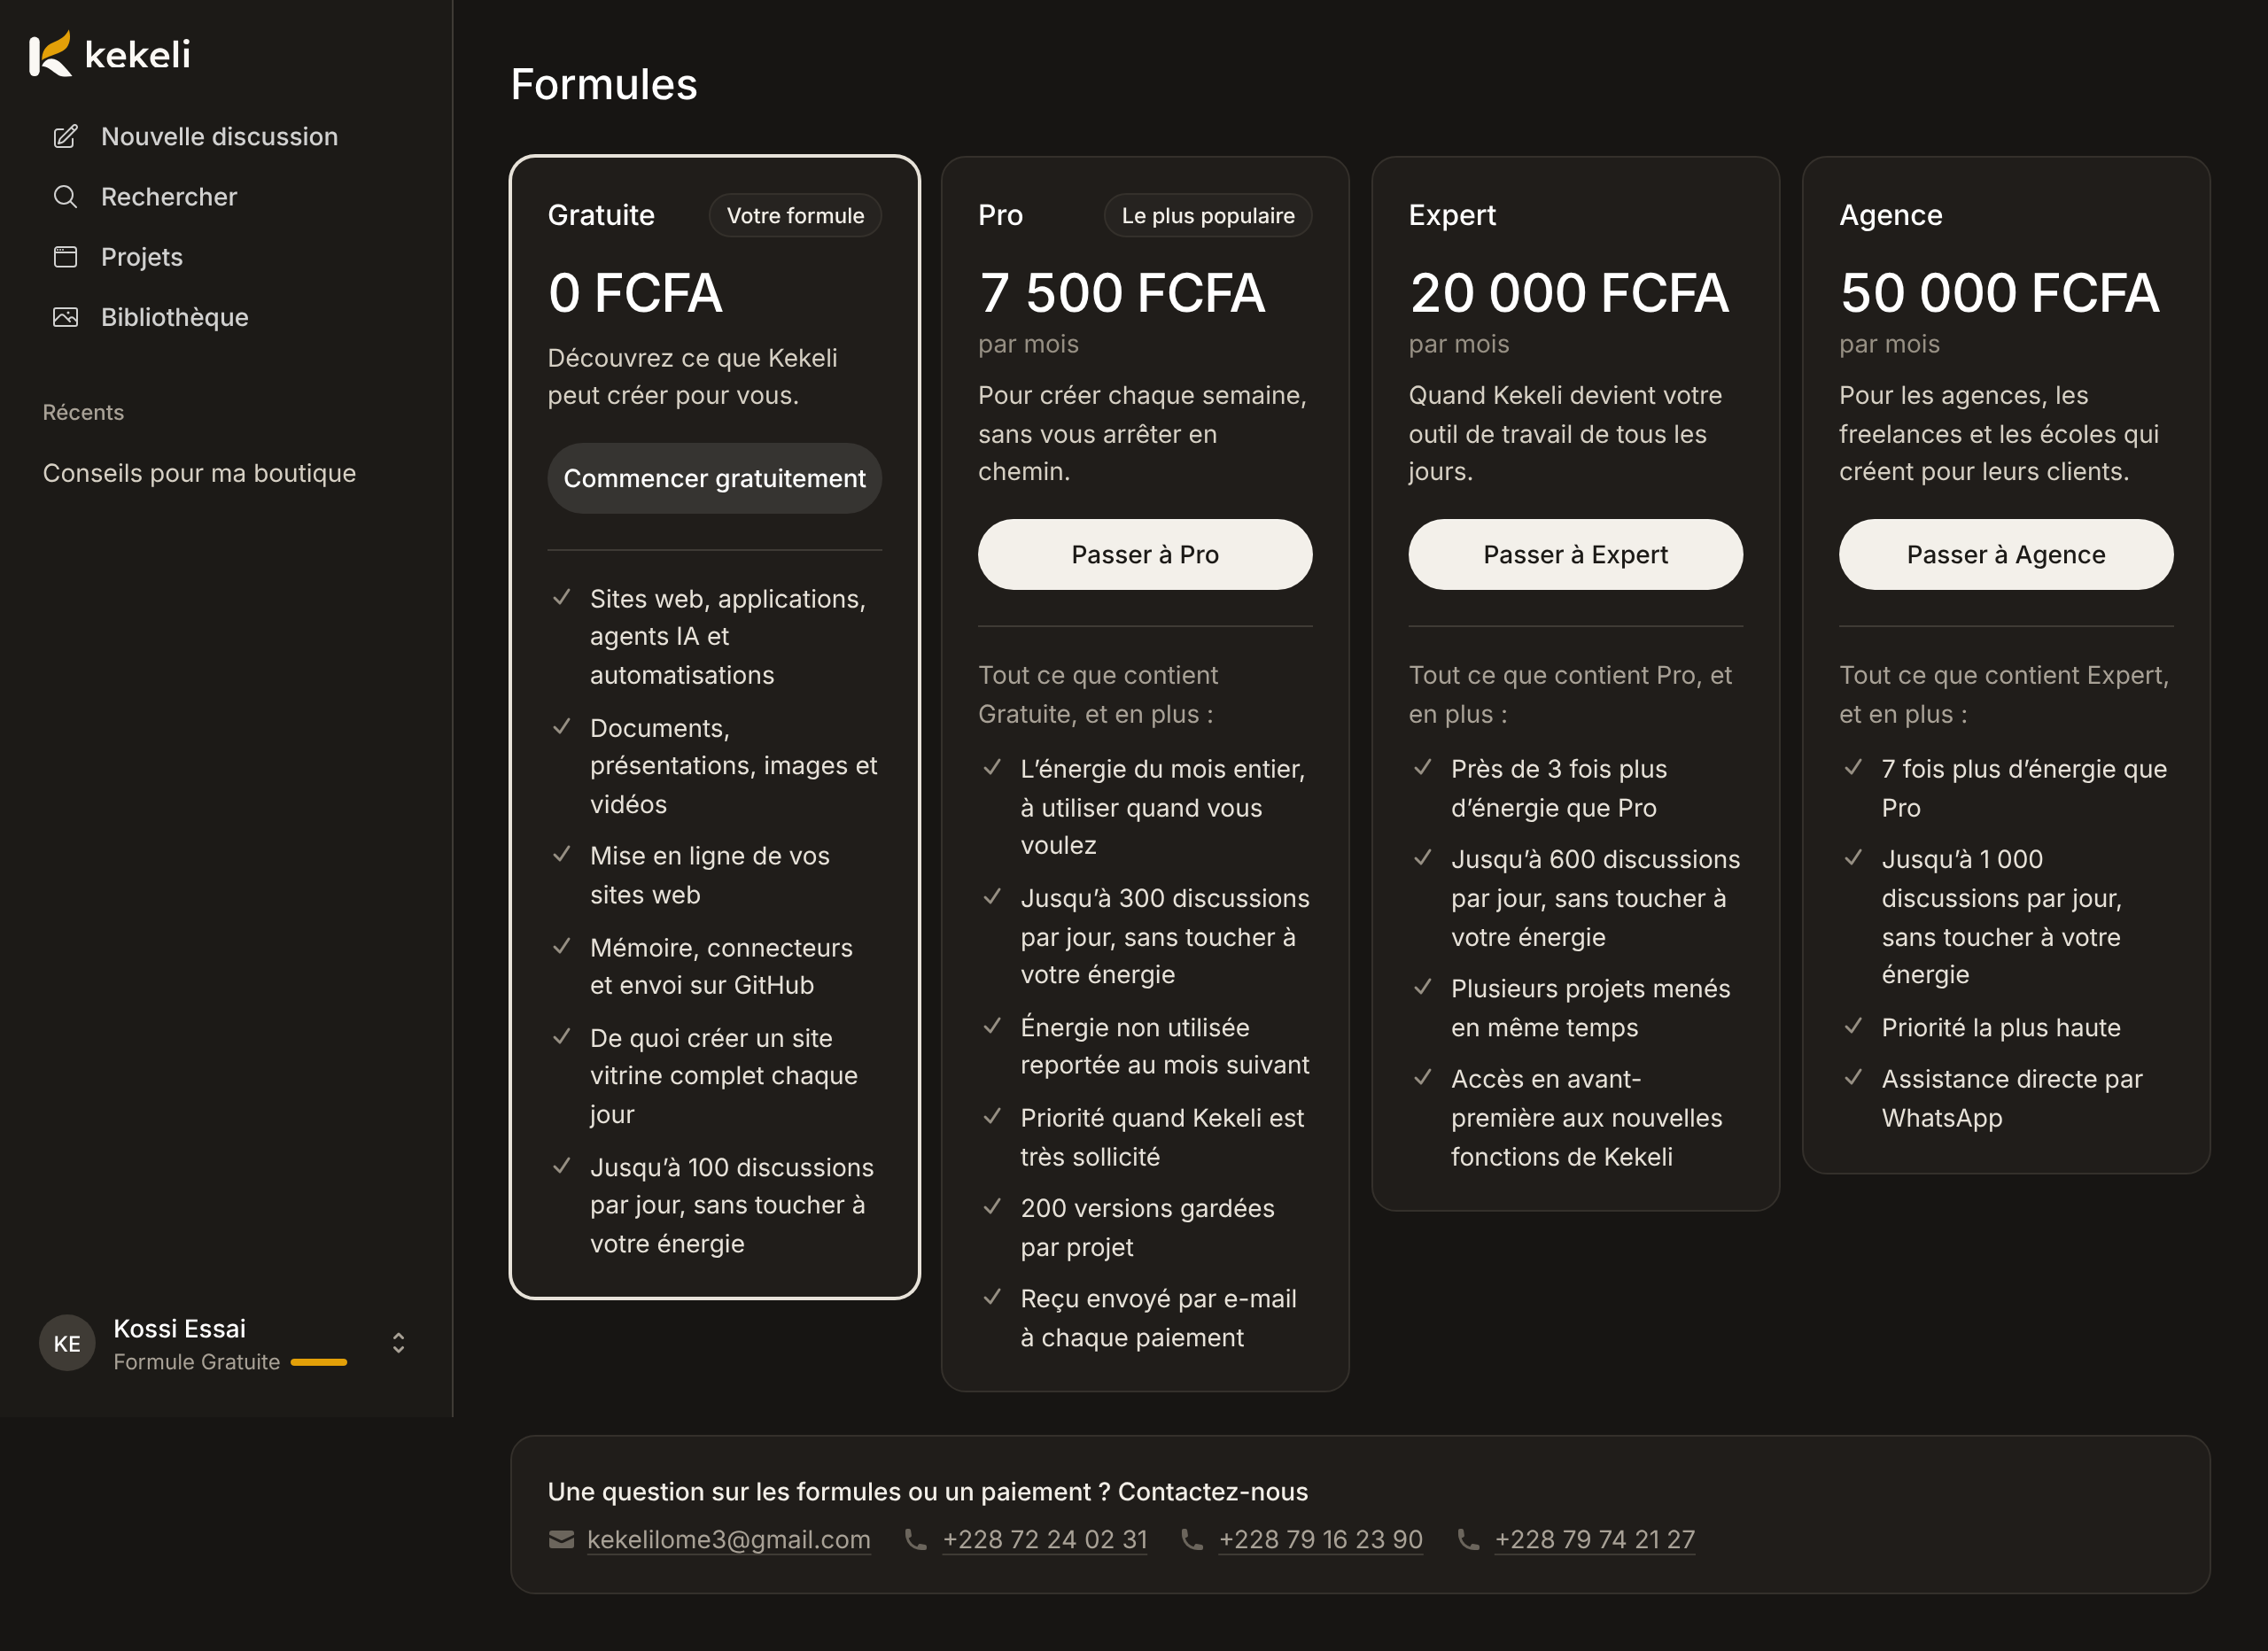 kekeli
Nouvelle discussion
Rechercher
Projets
Bibliothèque
Récents
Conseils pour ma boutique
KE
Kossi Essai
Formule Gratuite
Formules
Gratuite
Votre formule
0 FCFA
Découvrez ce que Kekeli
peut créer pour vous.
Commencer gratuitement
Sites web, applications,
agents IA et
automatisations
Documents,
présentations, images et
vidéos
Mise en ligne de vos
sites web
Mémoire, connecteurs
et envoi sur GitHub
De quoi créer un site
vitrine complet chaque
jour
Jusqu’à 100 discussions
par jour, sans toucher à
votre énergie
Pro
Le plus populaire
7 500 FCFA
par mois
Pour créer chaque semaine,
sans vous arrêter en
chemin.
Passer à Pro
Tout ce que contient
Gratuite, et en plus :
L’énergie du mois entier,
à utiliser quand vous
voulez
Jusqu’à 300 discussions
par jour, sans toucher à
votre énergie
Énergie non utilisée
reportée au mois suivant
Priorité quand Kekeli est
très sollicité
200 versions gardées
par projet
Reçu envoyé par e-mail
à chaque paiement
Expert
20 000 FCFA
par mois
Quand Kekeli devient votre
outil de travail de tous les
jours.
Passer à Expert
Tout ce que contient Pro, et
en plus :
Près de 3 fois plus
d’énergie que Pro
Jusqu’à 600 discussions
par jour, sans toucher à
votre énergie
Plusieurs projets menés
en même temps
Accès en avant-
première aux nouvelles
fonctions de Kekeli
Agence
50 000 FCFA
par mois
Pour les agences, les
freelances et les écoles qui
créent pour leurs clients.
Passer à Agence
Tout ce que contient Expert,
et en plus :
7 fois plus d’énergie que
Pro
Jusqu’à 1 000
discussions par jour,
sans toucher à votre
énergie
Priorité la plus haute
Assistance directe par
WhatsApp
Une question sur les formules ou un paiement ? Contactez-nous
kekelilome3@gmail.com +228 72 24 02 31 +228 79 16 23 90 +228 79 74 21 27